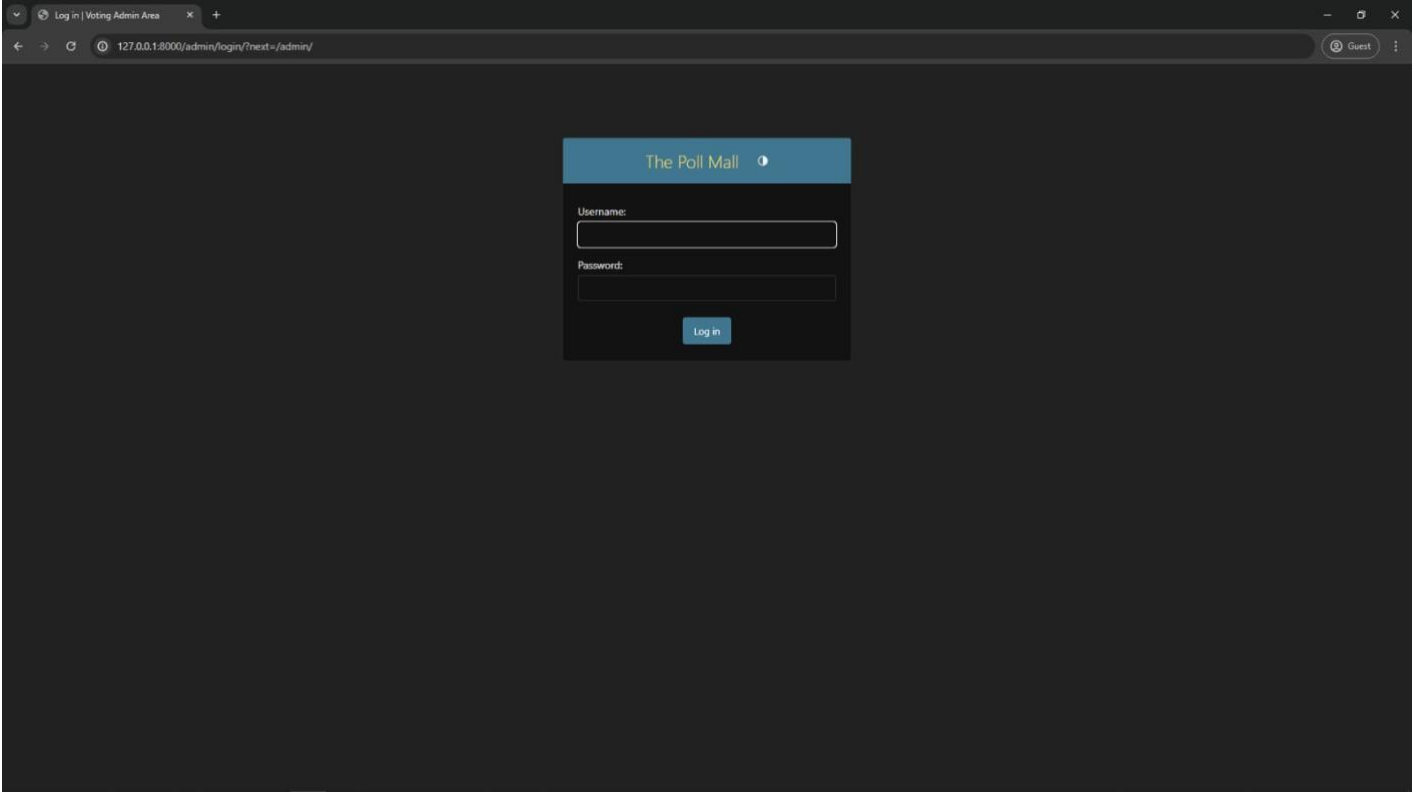 Log in | Voting Admin Area
127.0.0.1:8000/admin/login/?next=/admin/
Guest
The Poll Mall
Username:
Password:
Log in